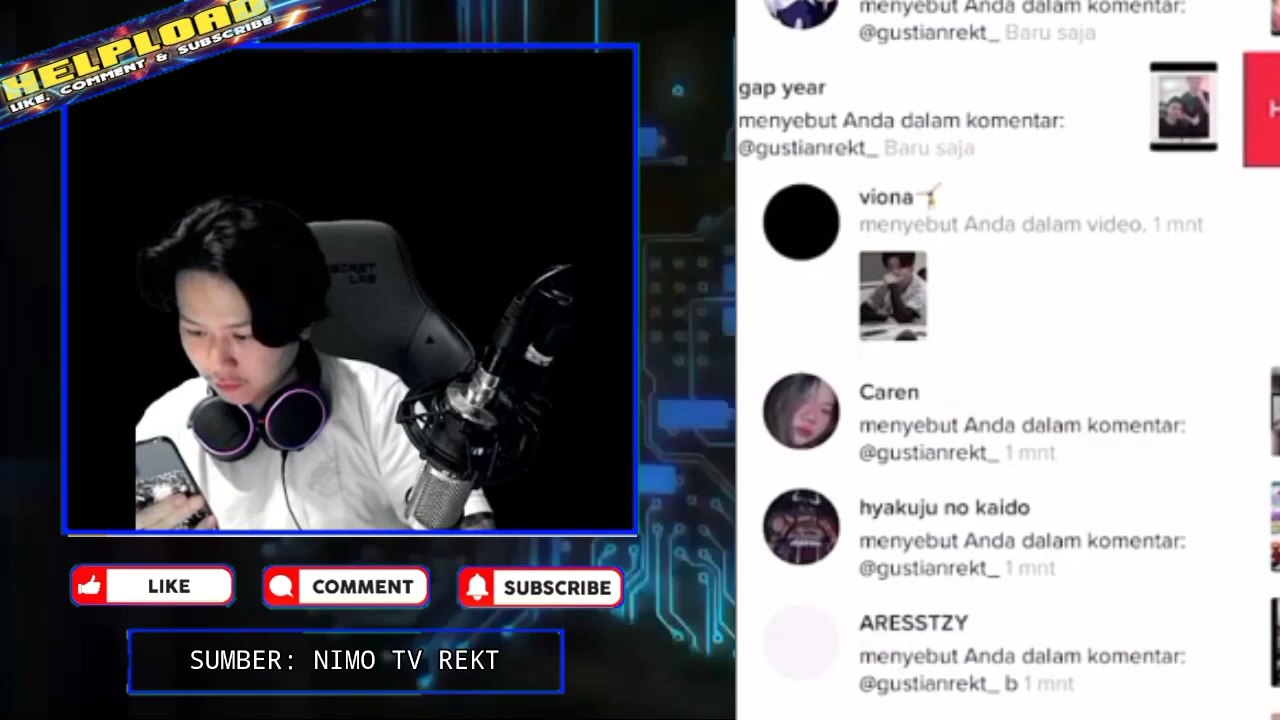 HELPLOAD
LIKE, COMMENT & SUBSCRIBE
SECRET
LAB
LIKE
COMMENT
SUBSCRIBE
SUMBER: NIMO TV REKT
menyebut Anda dalam komentar:
@gustianrekt_ Baru saja
gap year
menyebut Anda dalam komentar:
@gustianrekt_ Baru saja
H
viona
menyebut Anda dalam video. 1 mnt
Caren
menyebut Anda dalam komentar:
@gustianrekt_ 1 mnt
hyakuju no kaido
menyebut Anda dalam komentar:
@gustianrekt_ 1 mnt
ARESSTZY
menyebut Anda dalam komentar:
@gustianrekt_ b 1 mnt